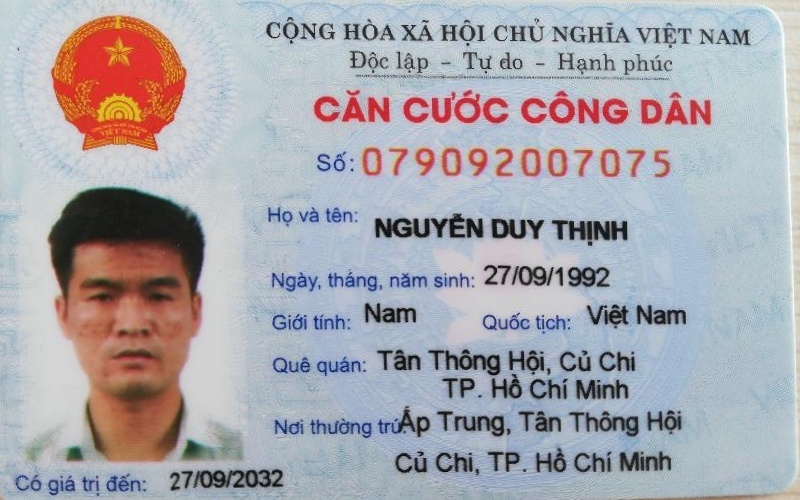 CỘNG HÒA XÃ HỘI CHỦ NGHĨA VIỆT NAM
Độc lập - Tự do - Hạnh phúc
CĂN CƯỚC CÔNG DÂN
Số: 079092007075
Họ và tên: NGUYỄN DUY THỊNH
Ngày, tháng, năm sinh: 27/09/1992
Giới tính: Nam Quốc tịch: Việt Nam
Quê quán: Tân Thông Hội, Củ Chi
TP. Hồ Chí Minh
Nơi thường trú: Ấp Trung, Tân Thông Hội
Củ Chi, TP. Hồ Chí Minh
Có giá trị đến: 27/09/2032
VIỆT NAM